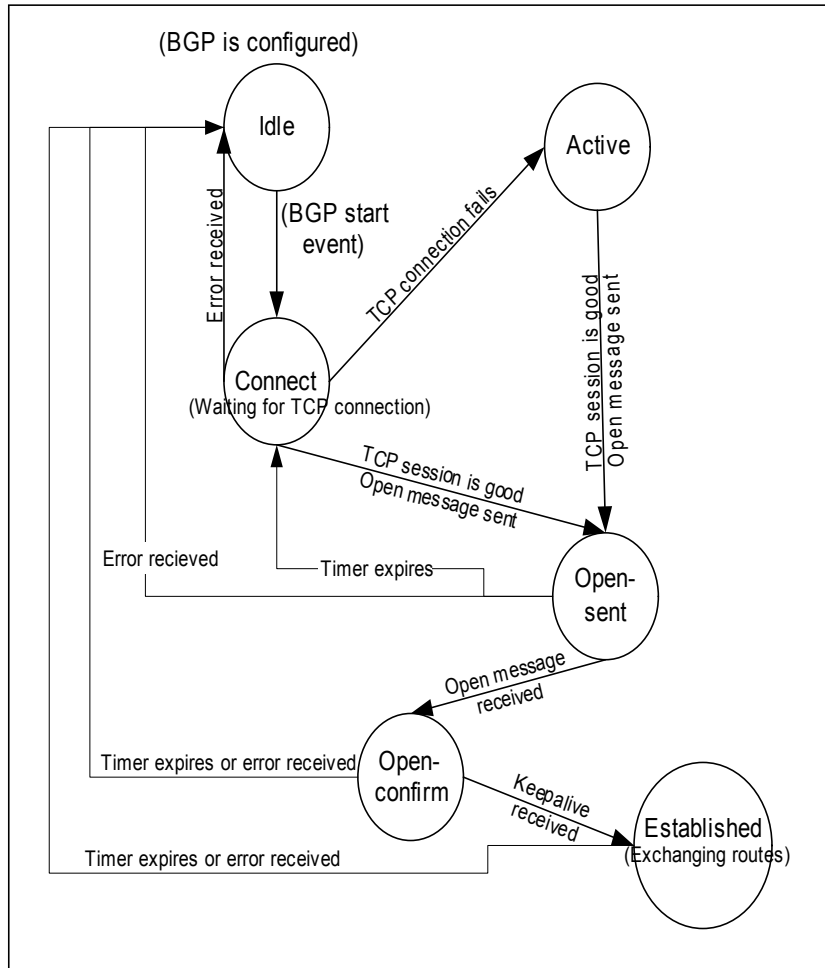 (BGP is configured)
Idle
Active
(BGP start
event)
Error received
TCP connection fails
TCP session is good
Open message sent
Connect
(Waiting for TCP connection)
TCP session is good
Open message sent
Error recieved
Timer expires
Open-
sent
Open message
received
Timer expires or error received
Open-
confirm
Keepalive
received
Established
(Exchanging routes)
Timer expires or error received